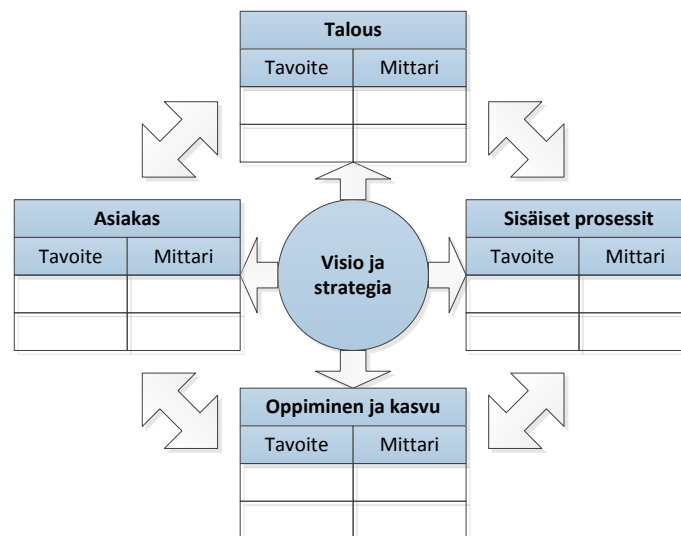 Talous
Tavoite Mittari
Asiakas
Tavoite Mittari
Visio ja
strategia
Sisäiset prosessit
Tavoite Mittari
Oppiminen ja kasvu
Tavoite Mittari